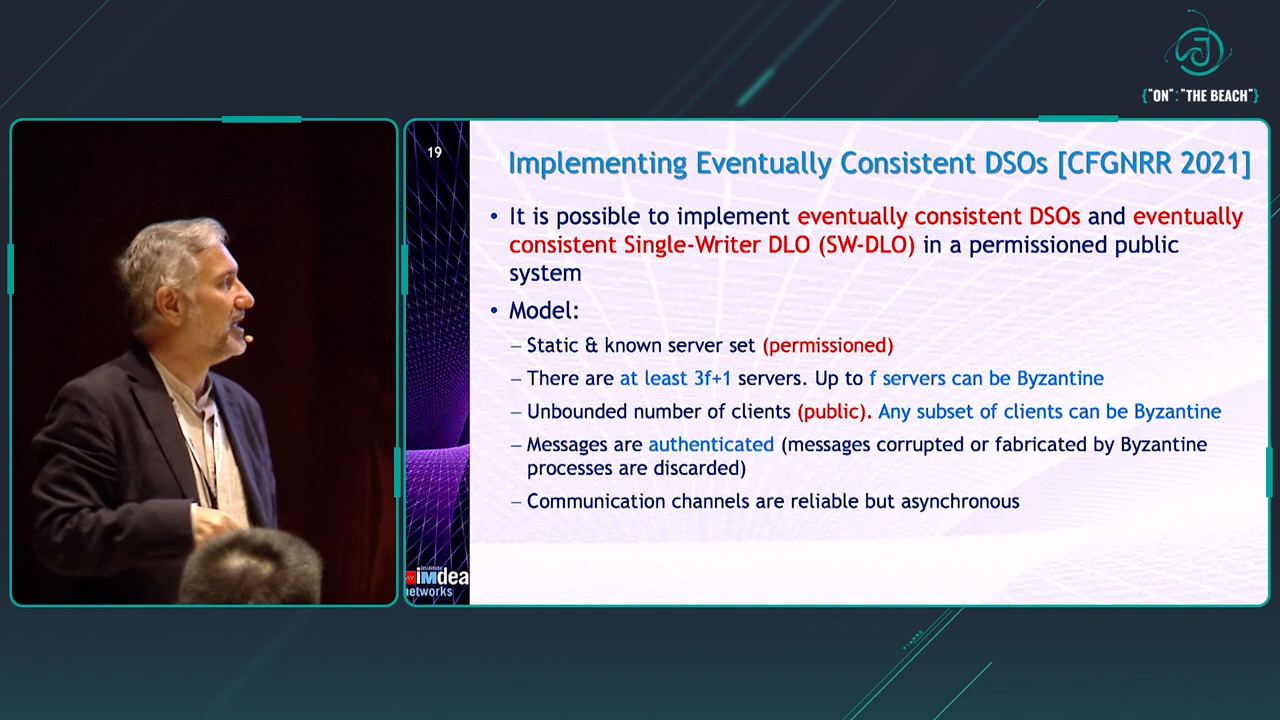 {"ON":"THE BEACH"}
19
Implementing Eventually Consistent DSOs [CFGNRR 2021]
• It is possible to implement eventually consistent DSOs and eventually
consistent Single-Writer DLO (SW-DLO) in a permissioned public
system
• Model:
– Static & known server set (permissioned)
– There are at least 3f+1 servers. Up to f servers can be Byzantine
– Unbounded number of clients (public). Any subset of clients can be Byzantine
– Messages are authenticated (messages corrupted or fabricated by Byzantine
processes are discarded)
– Communication channels are reliable but asynchronous
institute
imdea
networks